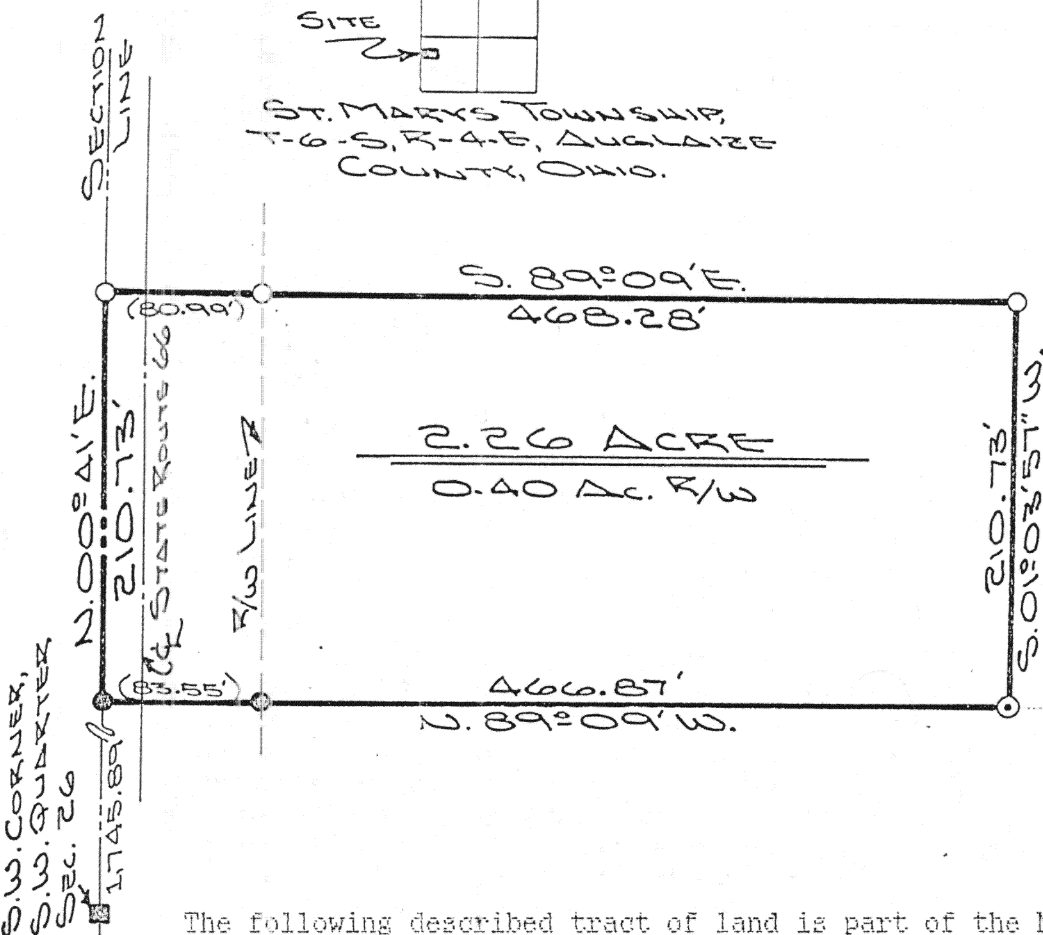 SITE
SECTION
LINE
ST. MARYS TOWNSHIP,
T-6-S, R-4-E, AUGLAIZE
COUNTY, OHIO.
S. 89°09'E.
468.28'
(80.99')
N. 00°41'E.
210.73'
℄ STATE ROUTE 66
R/W LINE
2.26 ACRE
0.40 AC. R/W
210.73'
S. 01°03'57" W.
(83.55')
466.87'
N. 89°09' W.
S.W. CORNER,
S.W. QUARTER,
SEC. 26
1,745.89'
The following described tract of land is part of the